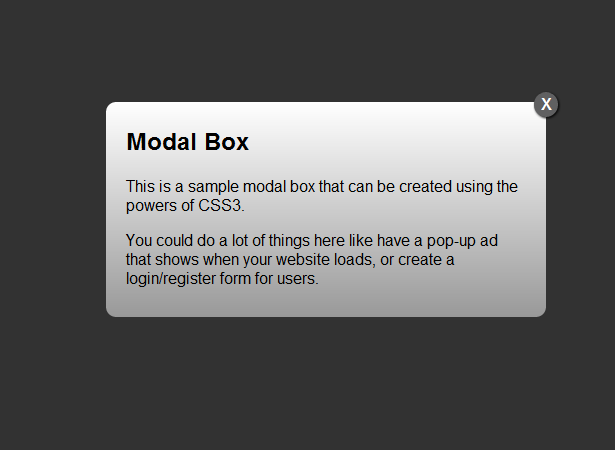 X
Modal Box
This is a sample modal box that can be created using the
powers of CSS3.
You could do a lot of things here like have a pop-up ad
that shows when your website loads, or create a
login/register form for users.